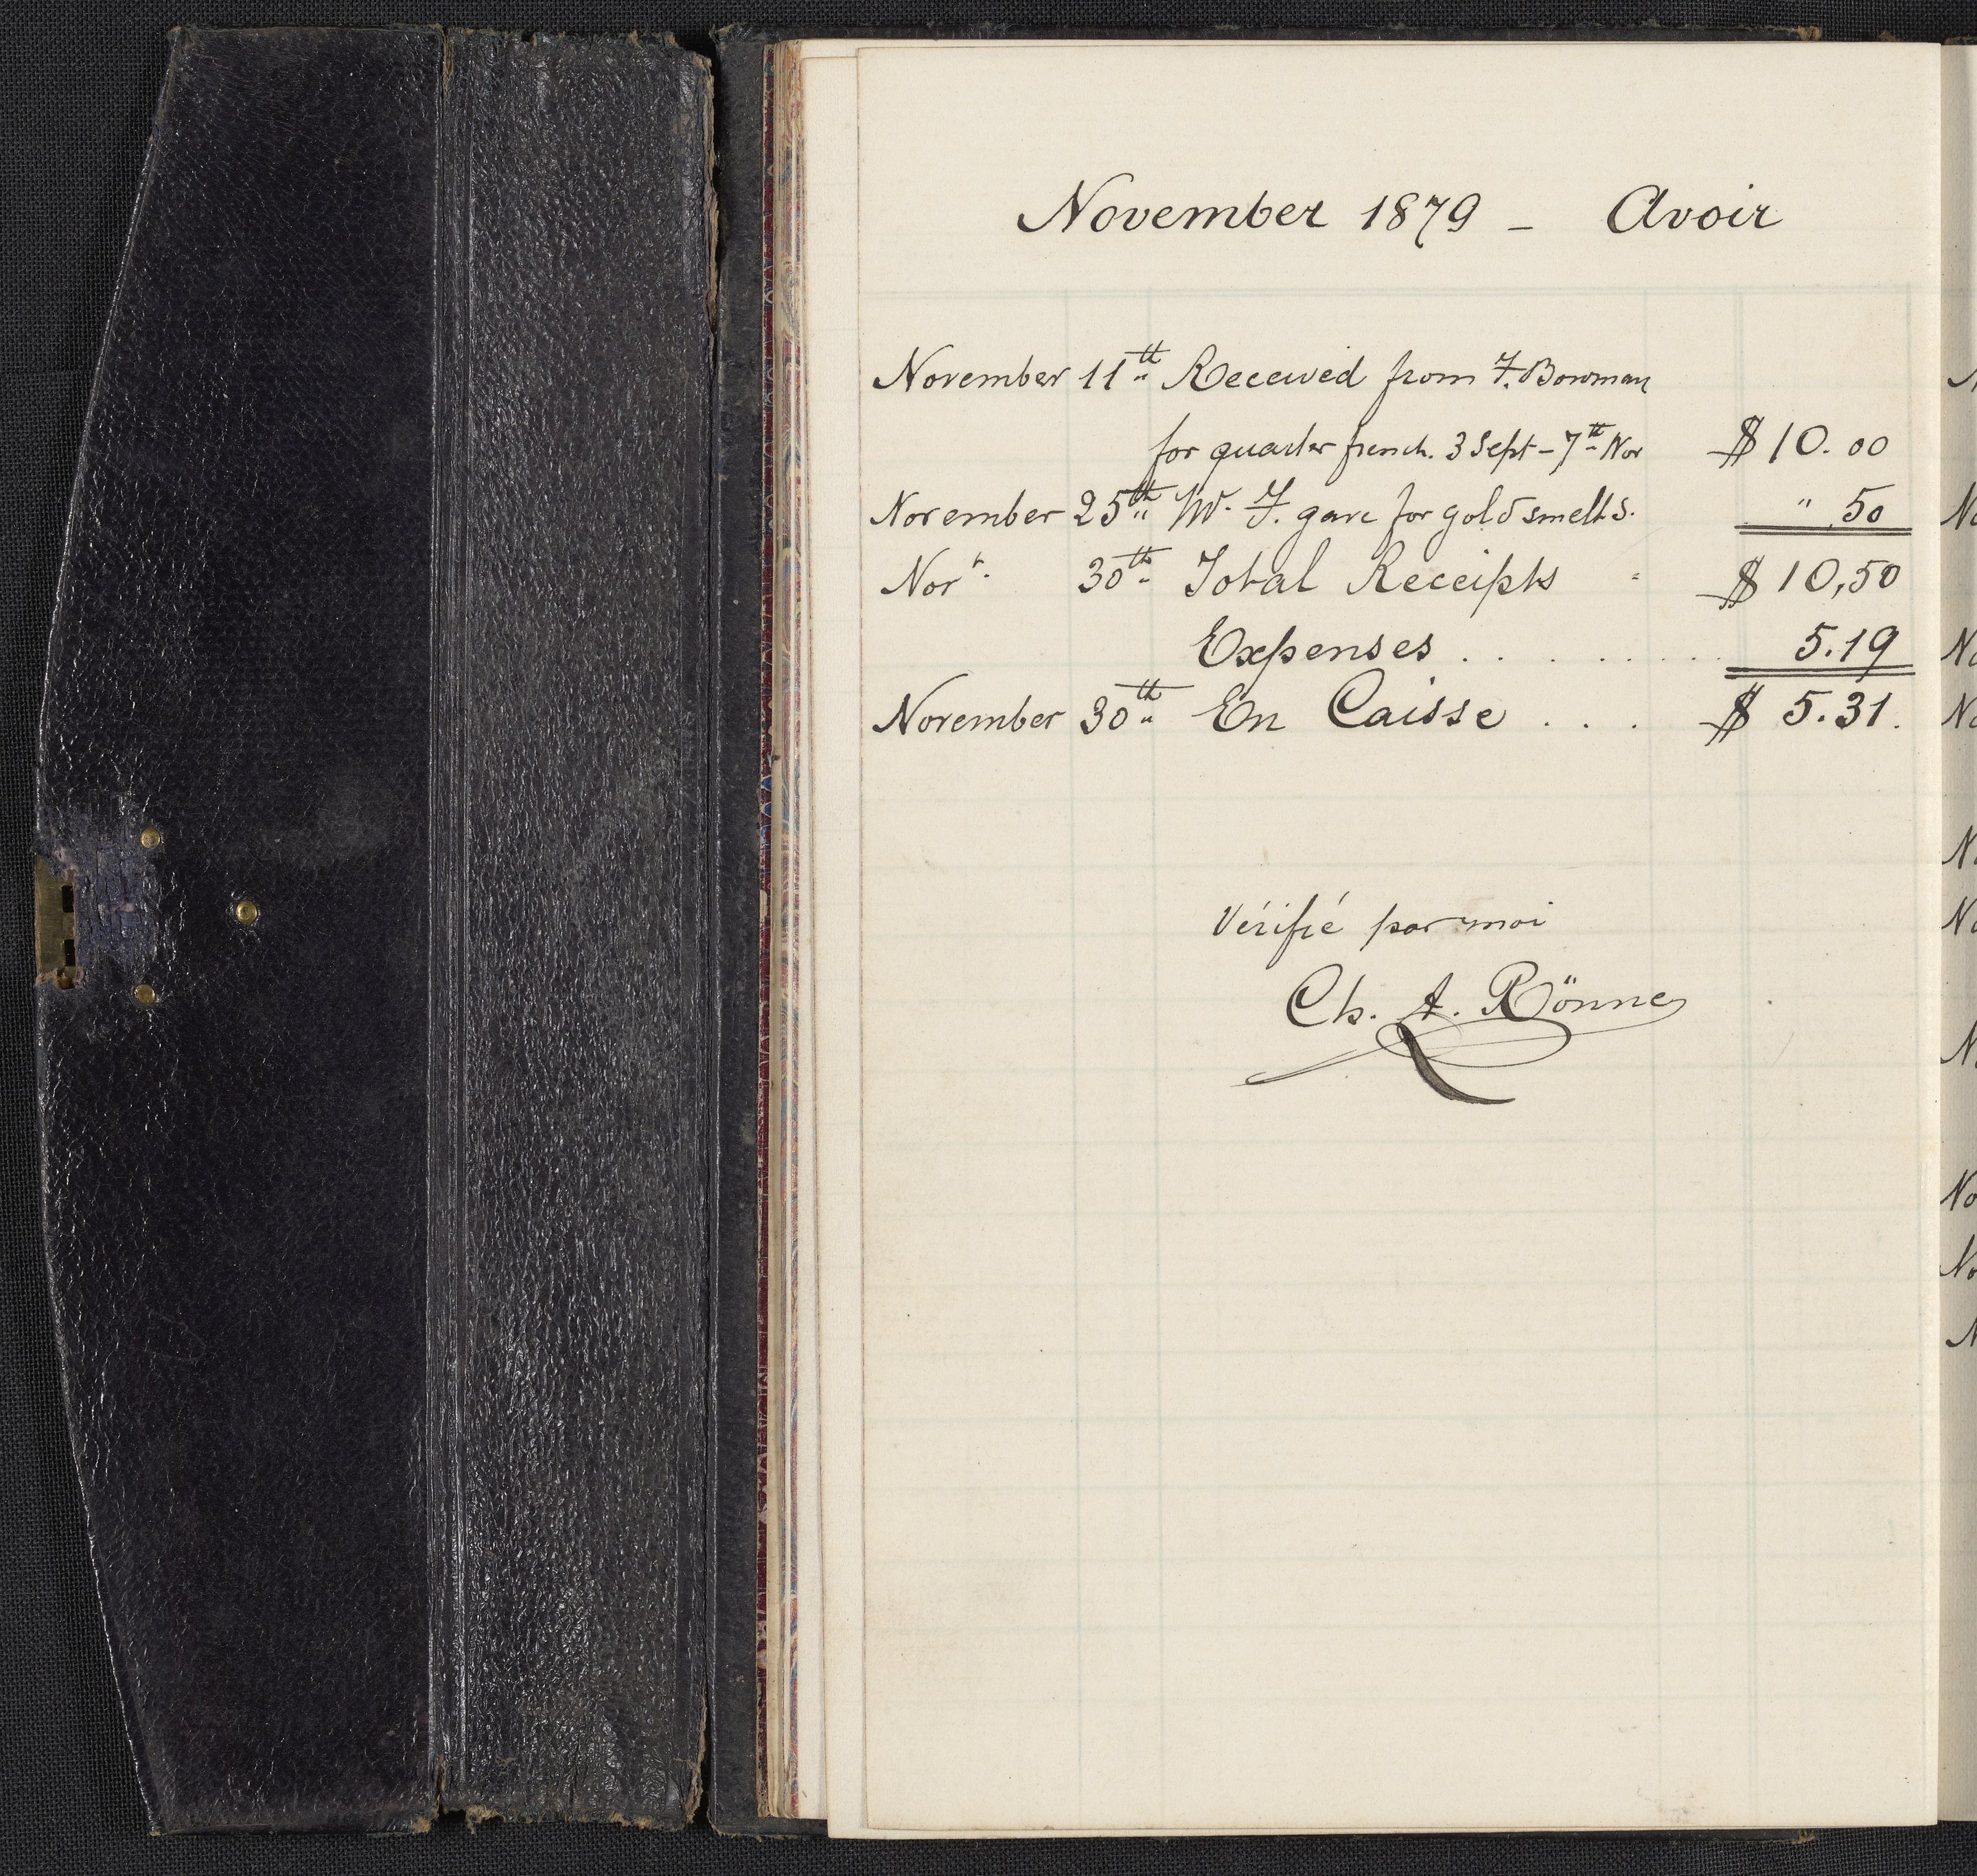 November 1879 - Avoir
November 11th Received from F. Bowman
for quarter french. 3 Sept - 7th Nov $ 10.00
November 25th W. F. gave for gold smelts. " 50
Novr. 30th Total Receipts $ 10,50
Expenses . . . . . . . . 5.19
November 30th En Caisse . . . $ 5.31.
Vérifié par moi
Ch. A. Rönne